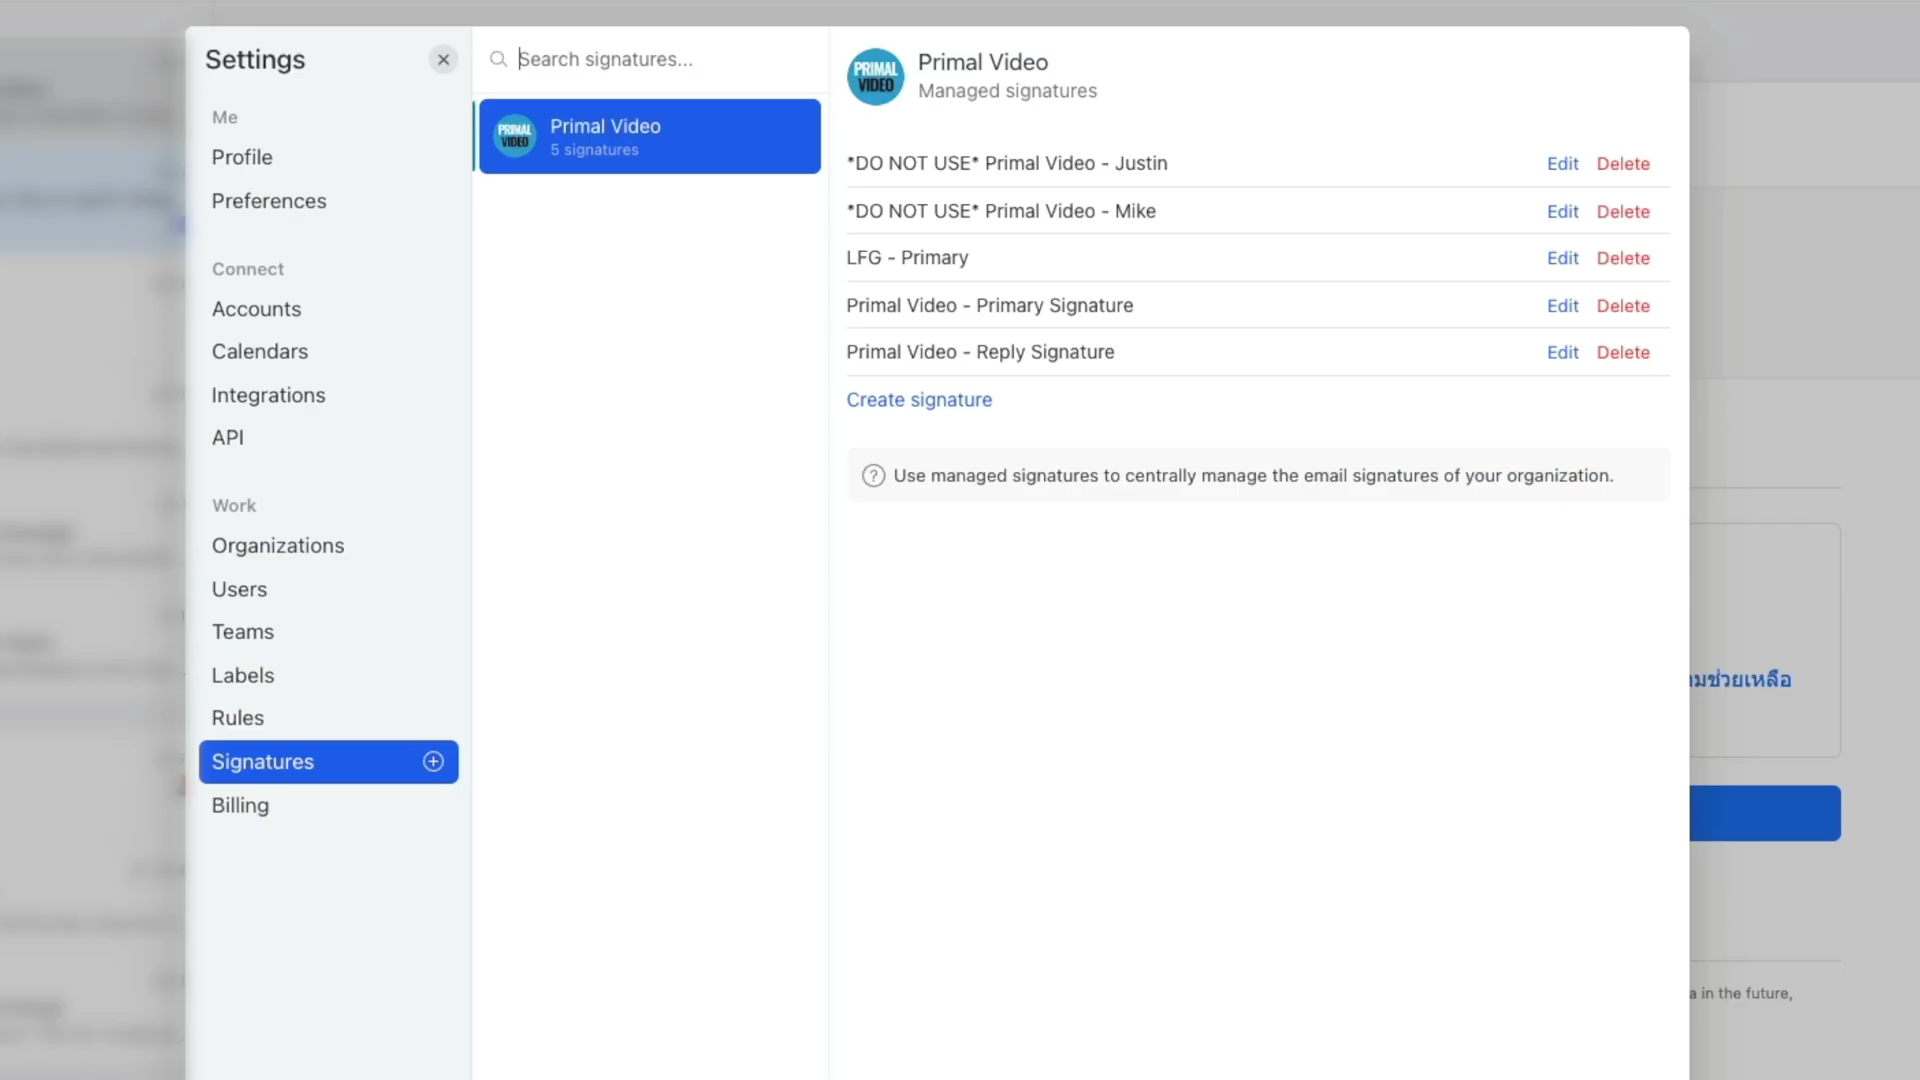 Settings
Me
Profile
Preferences
Connect
Accounts
Calendars
Integrations
API
Work
Organizations
Users
Teams
Labels
Rules
Signatures
Billing
Search signatures...
PRIMAL
VIDEO
Primal Video
5 signatures
PRIMAL
VIDEO
Primal Video
Managed signatures
*DO NOT USE* Primal Video - Justin Edit Delete
*DO NOT USE* Primal Video - Mike Edit Delete
LFG - Primary Edit Delete
Primal Video - Primary Signature Edit Delete
Primal Video - Reply Signature Edit Delete
Create signature
Use managed signatures to centrally manage the email signatures of your organization.
มช่วยเหลือ
a in the future,